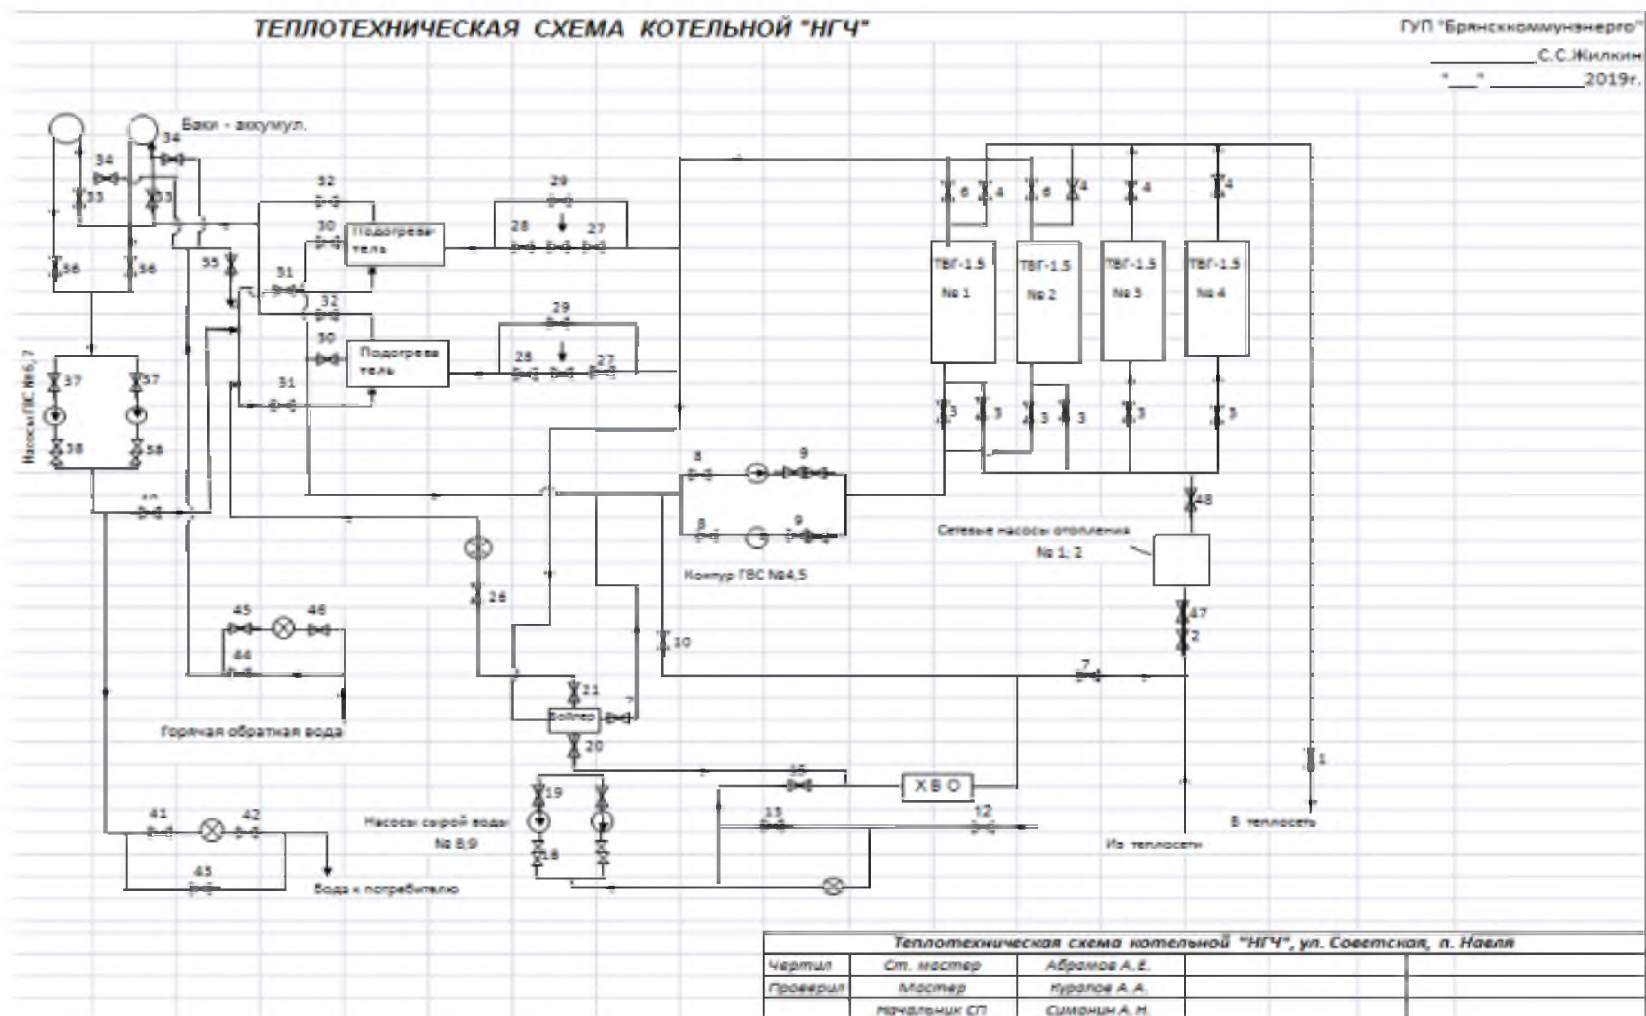 ТЕПЛОТЕХНИЧЕСКАЯ СХЕМА КОТЕЛЬНОЙ "НГЧ"
ГУП "Брянсккоммунэнерго"
С.С.Жилкин
"___" ________2019г.
Баки - аккумул.
34
34
33
33
36
36
35
32
30
31
Подогрева-
тель
29
28
27
32
30
31
Подогрева
тель
29
28
27
6
4
6
4
4
4
ТВГ-1.5
№ 1
ТВГ-1.5
№ 2
ТВГ-1.5
№ 3
ТВГ-1.5
№ 4
3
3
3
3
3
3
Насосы ГВС №6,7
37
37
38
38
8
9
8
9
Контур ГВС №4,5
48
Сетевые насосы отопления
№ 1; 2
47
2
26
10
7
45
46
44
Горячая обратная вода
21
Бойлер
20
15
Х В О
1
19
18
Насосы сырой воды
№ 8,9
13
12
В теплосеть
Из теплосети
41
42
43
Вода к потребителю
Теплотехническая схема котельной "НГЧ", ул. Советская, п. Навля
Чертил Ст. мастер Абрамов А.Е.
Проверил Мастер Курапов А.А.
Начальник СП Симонин А.Н.